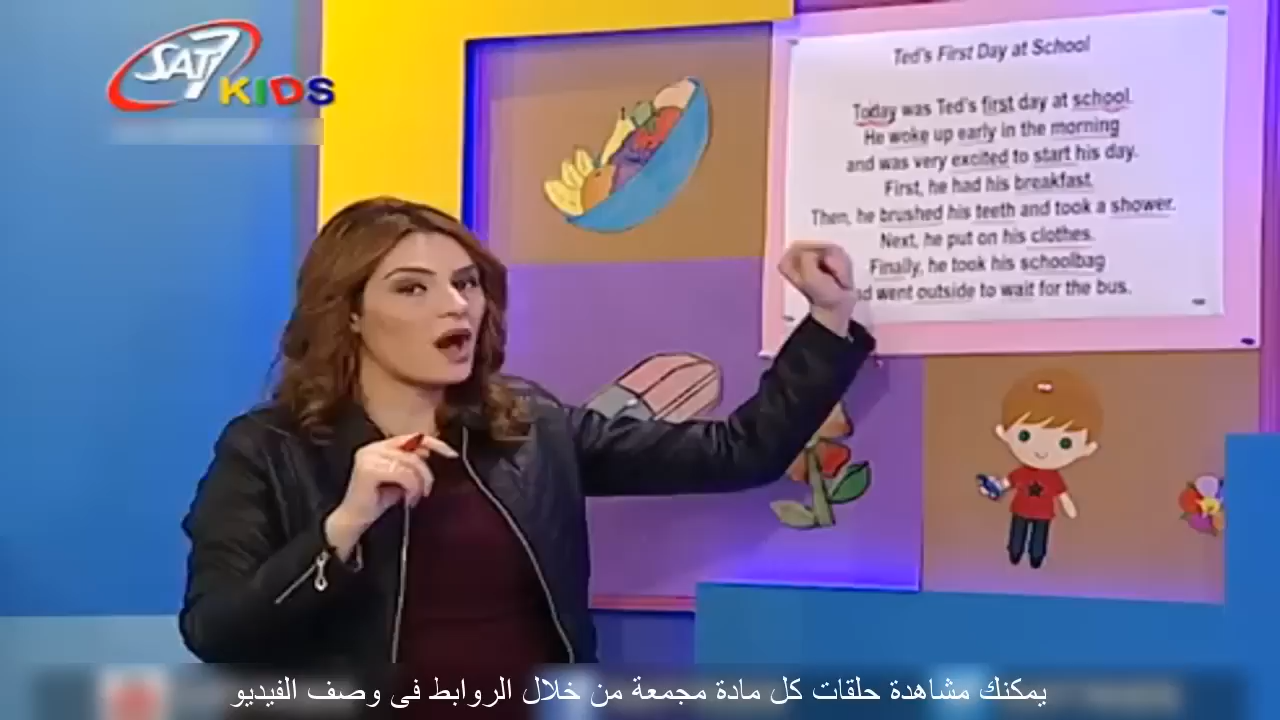 SAT7
KIDS
Ted's First Day at School
Today was Ted's first day at school.
He woke up early in the morning
and was very excited to start his day.
First, he had his breakfast.
Then, he brushed his teeth and took a shower.
Next, he put on his clothes.
Finally, he took his schoolbag
went outside to wait for the bus.
يمكنك مشاهدة حلقات كل مادة مجمعة من خلال الروابط فى وصف الفيديو